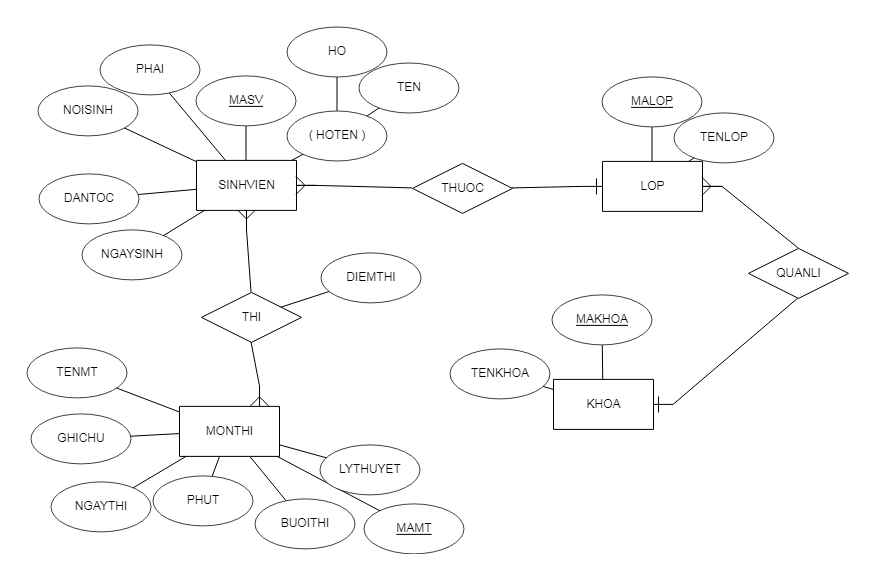 HO
PHAI
TEN
MASV
MALOP
NOISINH
( HOTEN )
TENLOP
SINHVIEN
THUOC
LOP
DANTOC
NGAYSINH
QUANLI
DIEMTHI
THI
MAKHOA
TENMT
TENKHOA
KHOA
MONTHI
GHICHU
LYTHUYET
NGAYTHI
PHUT
BUOITHI
MAMT